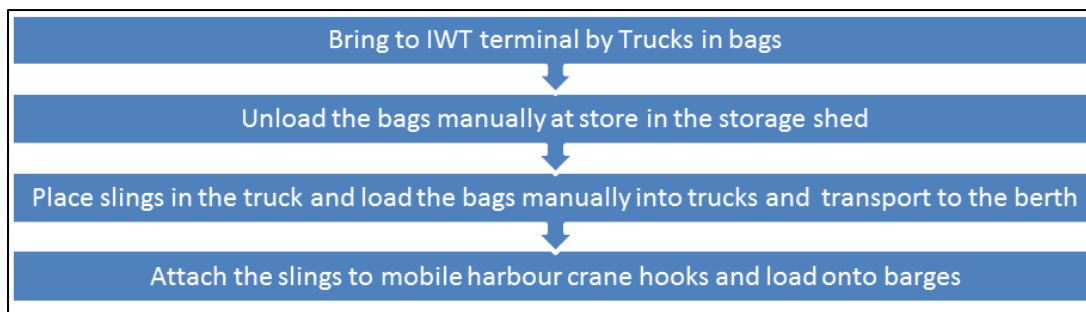 Bring to IWT terminal by Trucks in bags
Unload the bags manually at store in the storage shed
Place slings in the truck and load the bags manually into trucks and  transport to the berth
Attach the slings to mobile harbour crane hooks and load onto barges